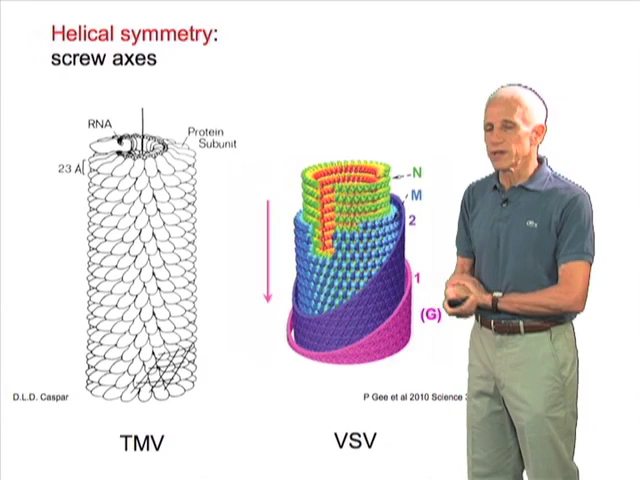 Helical symmetry:
screw axes
RNA
Protein
Subunit
23 Å
N
M
2
1
(G)
D.L.D. Caspar
P Gee et al 2010 Science
TMV
VSV